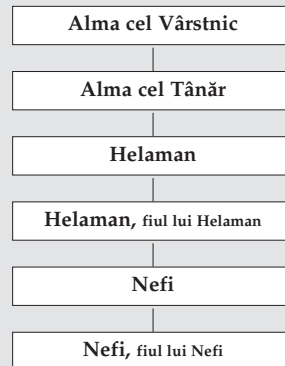 Alma cel Vârstnic
Alma cel Tânăr
Helaman
Helaman, fiul lui Helaman
Nefi
Nefi, fiul lui Nefi